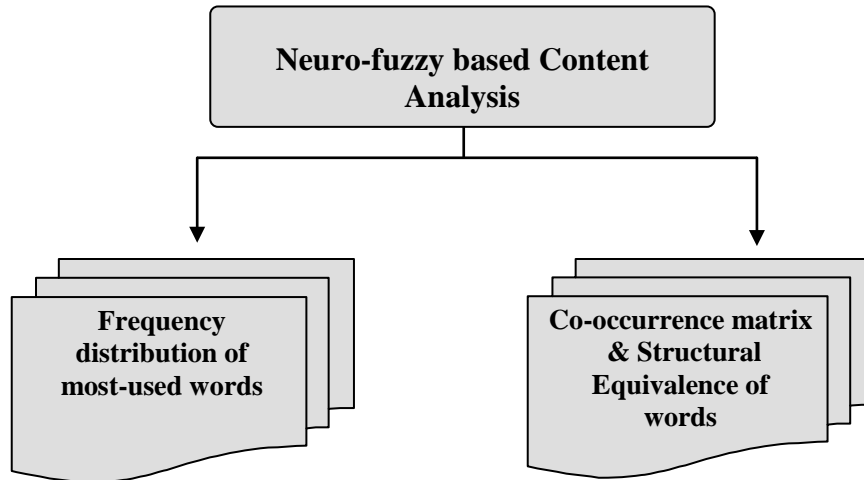 Neuro-fuzzy based Content
Analysis
Frequency
distribution of
most-used words
Co-occurrence matrix
& Structural
Equivalence of
words